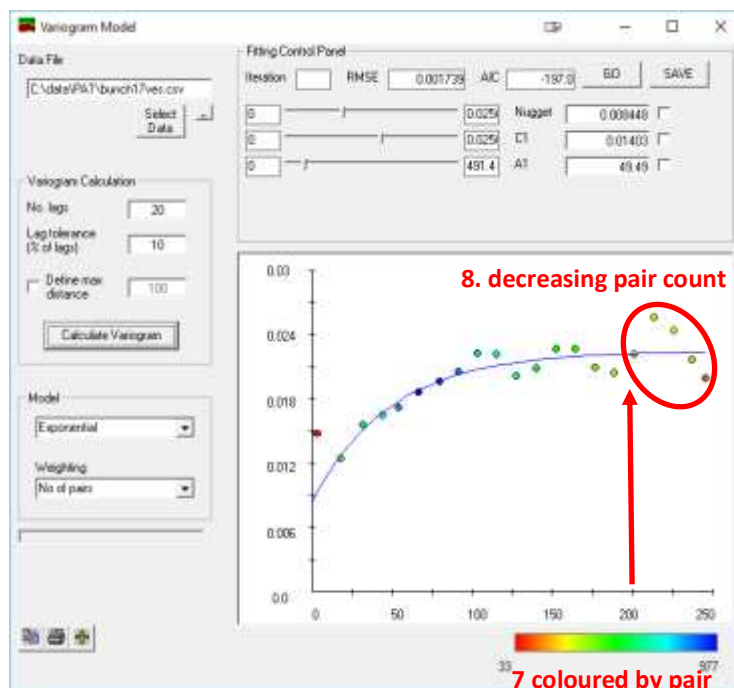 Variogram Model
Data File
C:\data\PAT\bunch17ves.csv
Select Data
Variogram Calculation
No. lags 20
Lag tolerance (% of lags) 10
Define max distance 100
Calculate Variogram
Model
Exponential
Weighting
No of pairs
Fitting Control Panel
Iteration RMSE 0.001739 AIC -197.0 GO SAVE
0 0.025 Nugget 0.008448
0 0.025 C1 0.01403
0 491.4 A1 49.49
8. decreasing pair count
0.03
0.024
0.018
0.012
0.006
0.0
0 50 100 150 200 250
33 977
7 coloured by pair